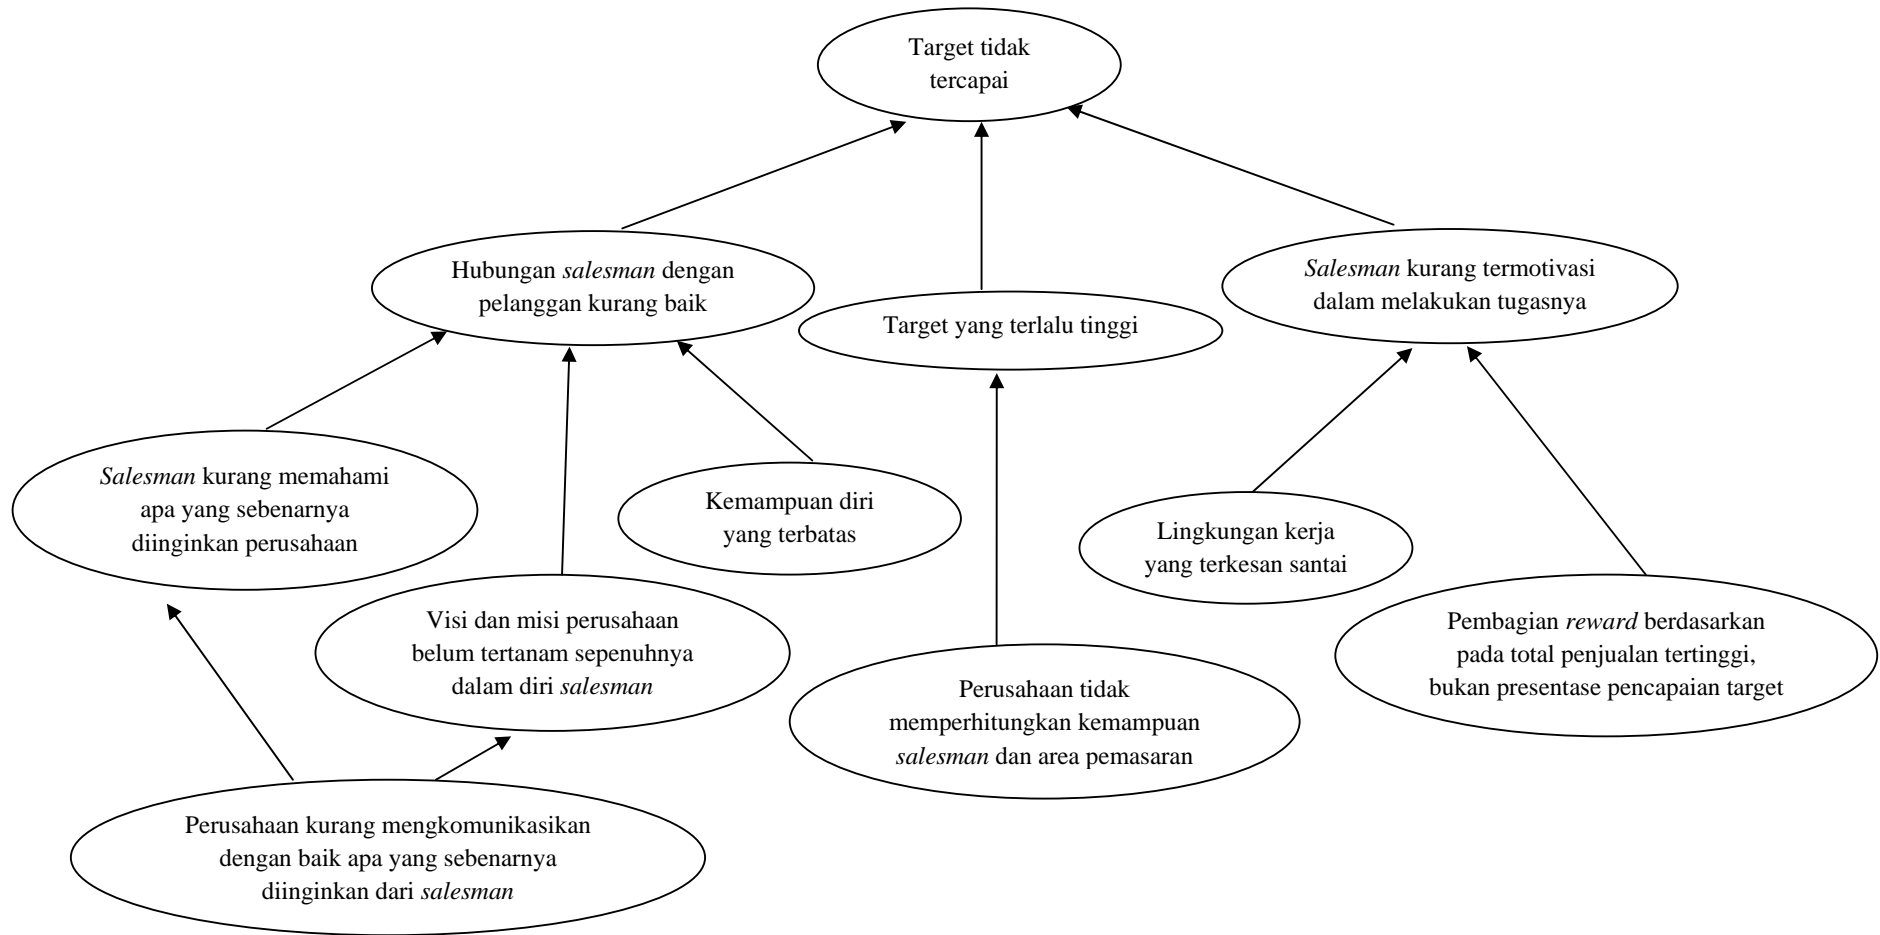 Target tidak
tercapai
Hubungan salesman dengan
pelanggan kurang baik
Target yang terlalu tinggi
Salesman kurang termotivasi
dalam melakukan tugasnya
Salesman kurang memahami
apa yang sebenarnya
diinginkan perusahaan
Kemampuan diri
yang terbatas
Lingkungan kerja
yang terkesan santai
Visi dan misi perusahaan
belum tertanam sepenuhnya
dalam diri salesman
Perusahaan tidak
memperhitungkan kemampuan
salesman dan area pemasaran
Pembagian reward berdasarkan
pada total penjualan tertinggi,
bukan presentase pencapaian target
Perusahaan kurang mengkomunikasikan
dengan baik apa yang sebenarnya
diinginkan dari salesman